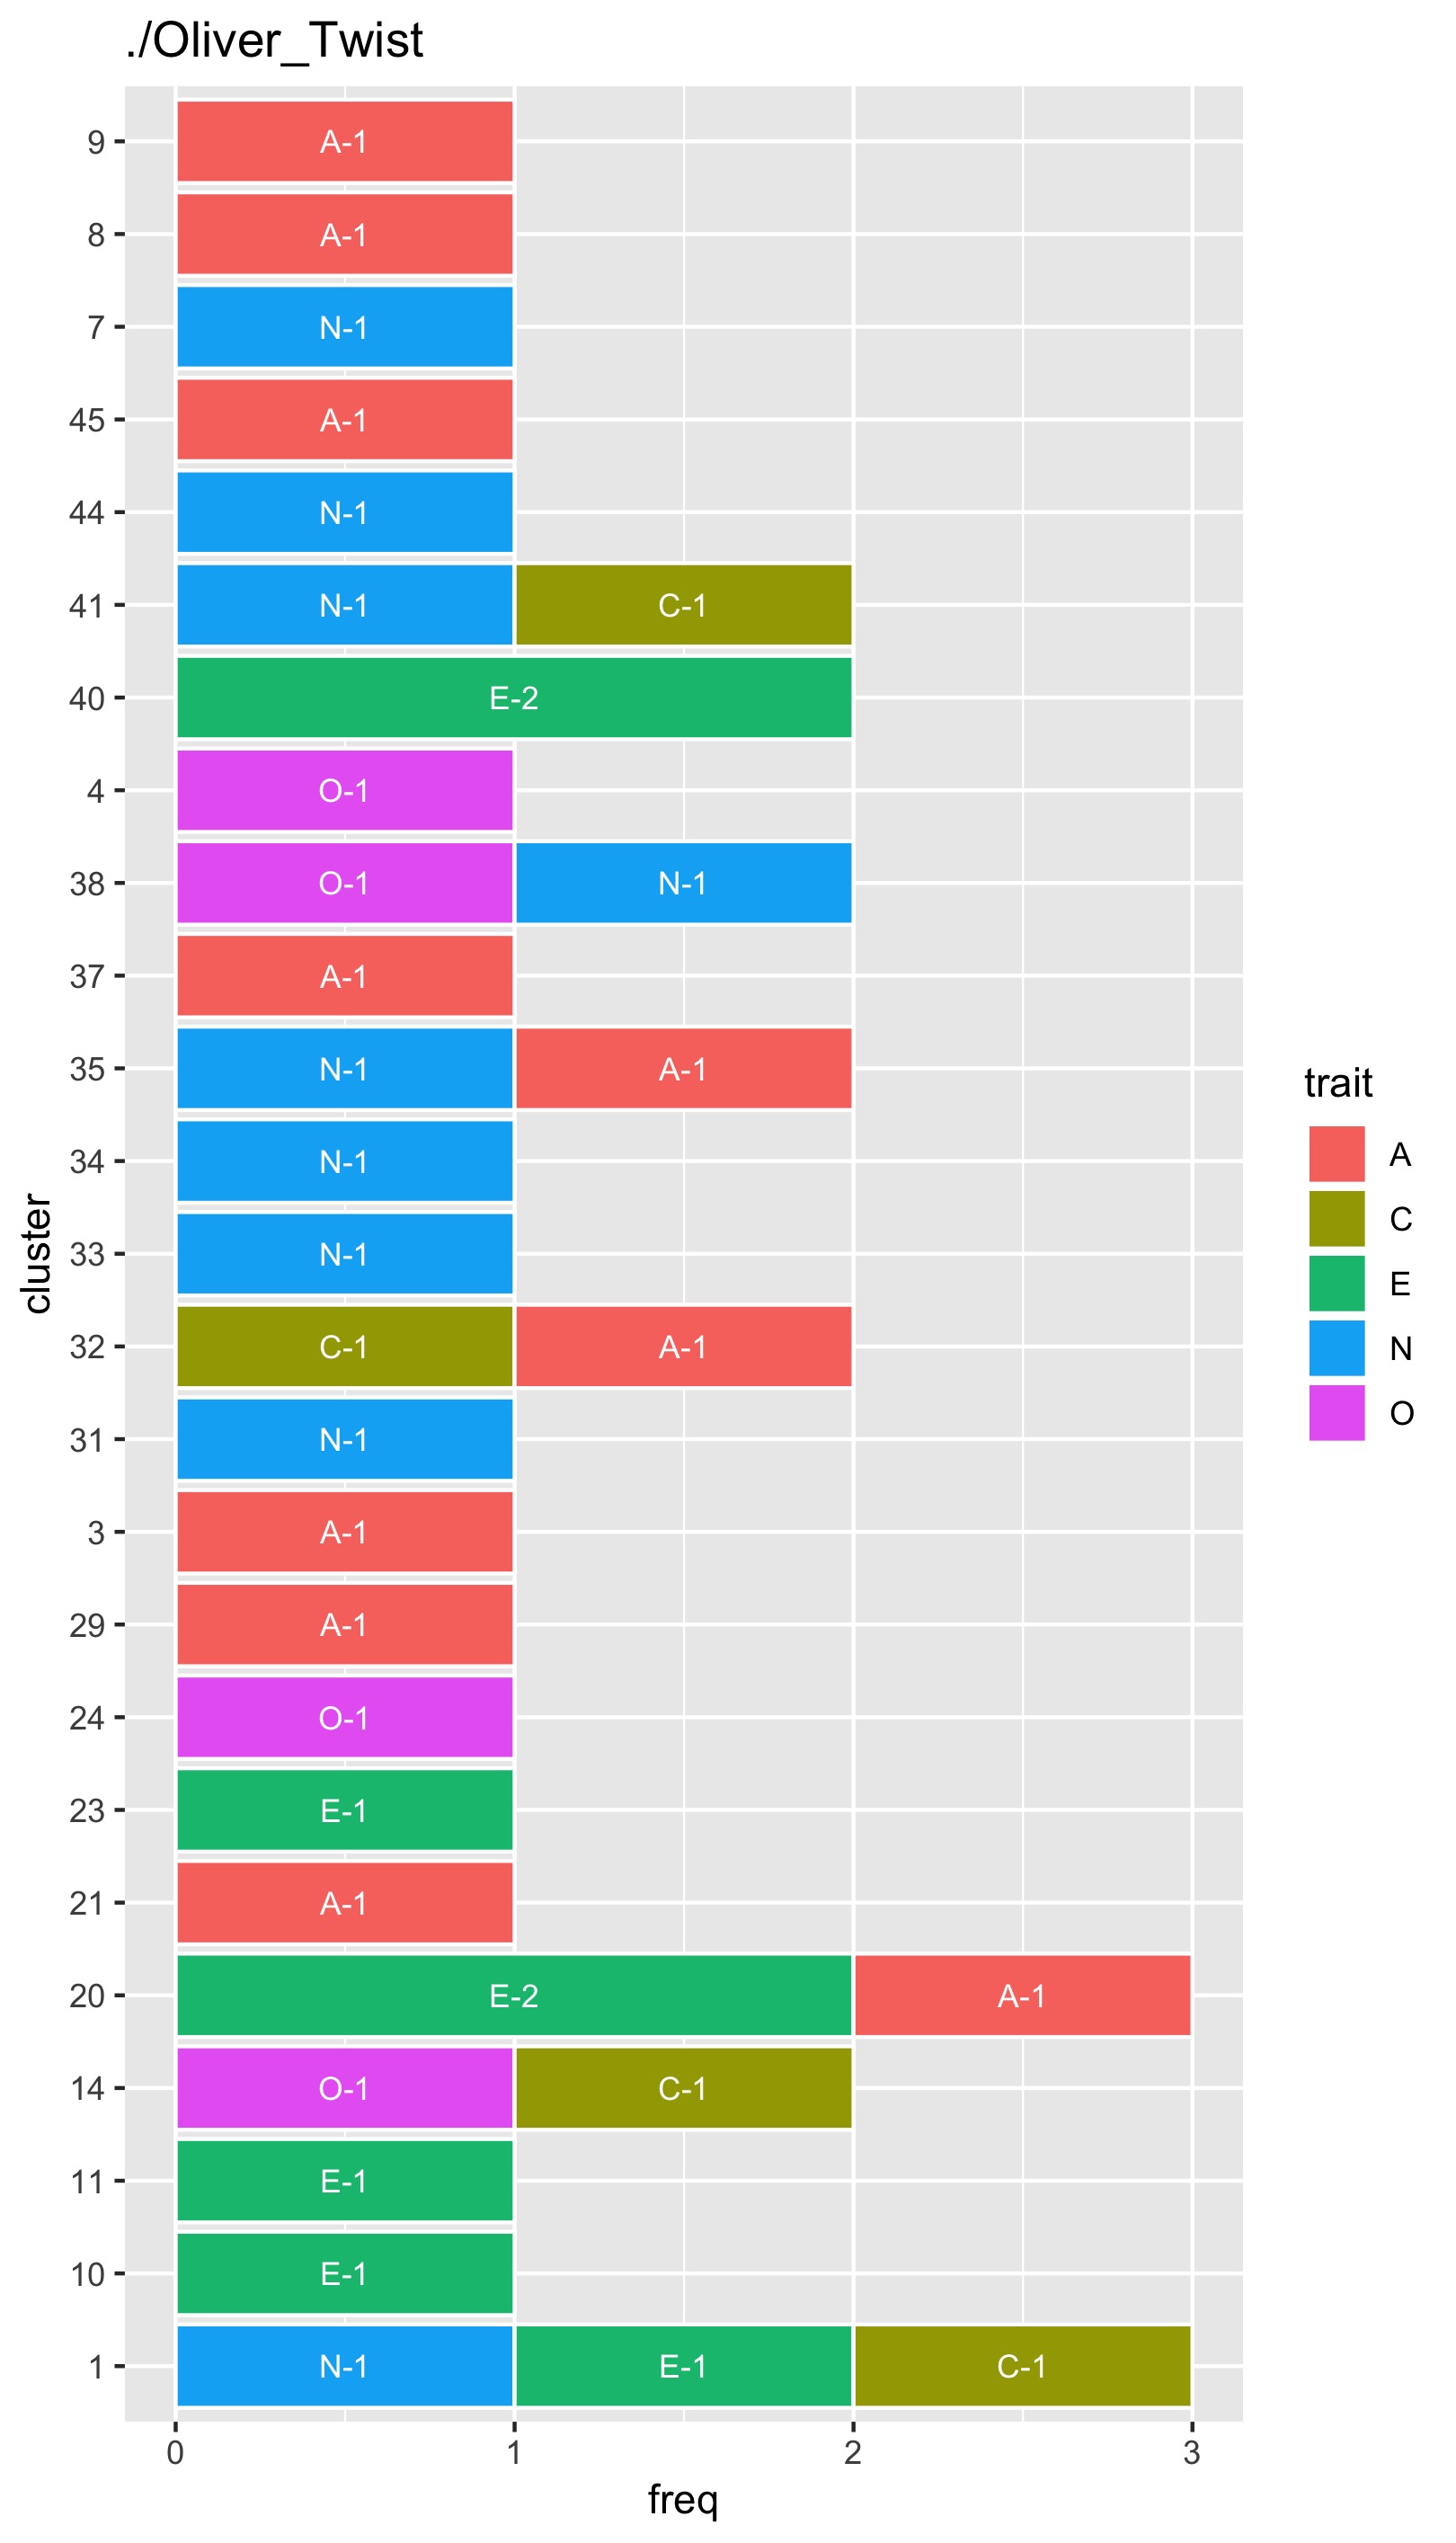 ./Oliver_Twist
9 A-1
8 A-1
7 N-1
45 A-1
44 N-1
41 N-1 C-1
40 E-2
4 O-1
38 O-1 N-1
37 A-1
35 N-1 A-1
34 N-1
33 N-1
32 C-1 A-1
31 N-1
3 A-1
29 A-1
24 O-1
23 E-1
21 A-1
20 E-2 A-1
14 O-1 C-1
11 E-1
10 E-1
1 N-1 E-1 C-1
0 1 2 3
freq
cluster
trait
A
C
E
N
O